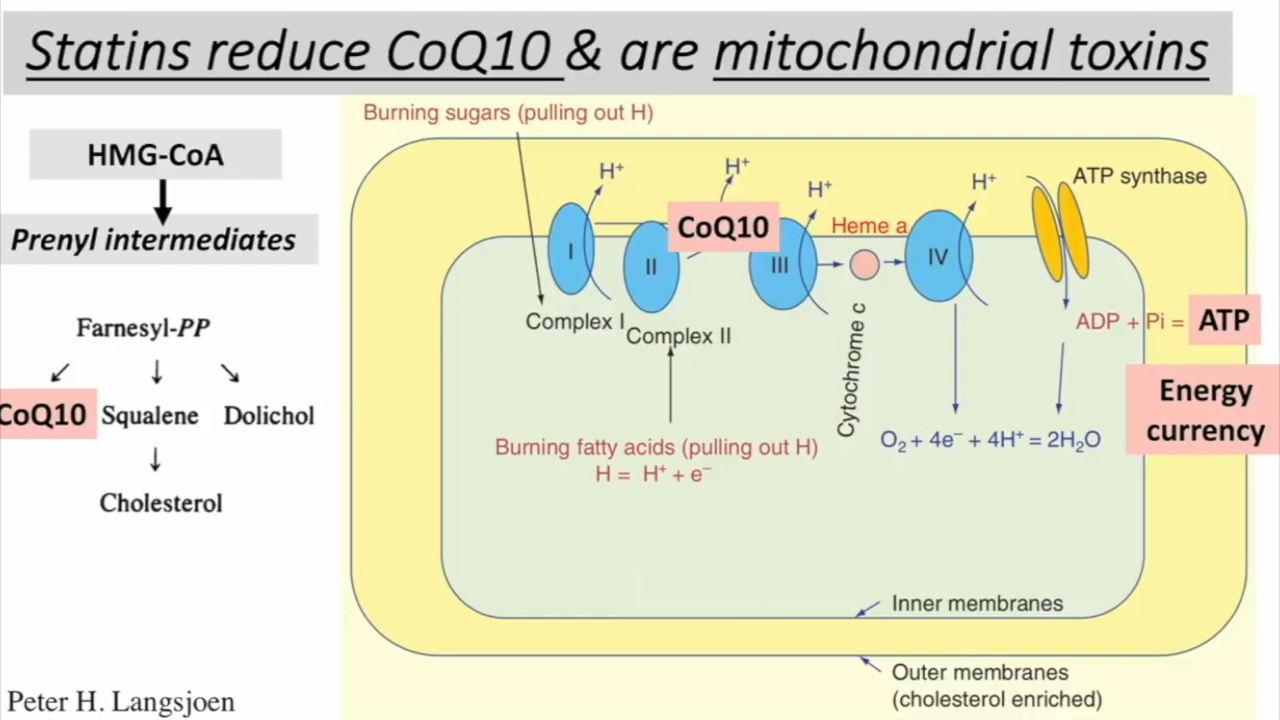 Statins reduce CoQ10 & are mitochondrial toxins
HMG-CoA
Prenyl intermediates
Farnesyl-PP
CoQ10 Squalene Dolichol
Cholesterol
Peter H. Langsjoen
Burning sugars (pulling out H)
H⁺
H⁺
H⁺
H⁺
ATP synthase
I
II
CoQ10
III
Heme a
IV
Complex I
Complex II
Cytochrome c
ADP + Pi = ATP
Energy
currency
Burning fatty acids (pulling out H)
H = H⁺ + e⁻
O₂ + 4e⁻ + 4H⁺ = 2H₂O
Inner membranes
Outer membranes
(cholesterol enriched)